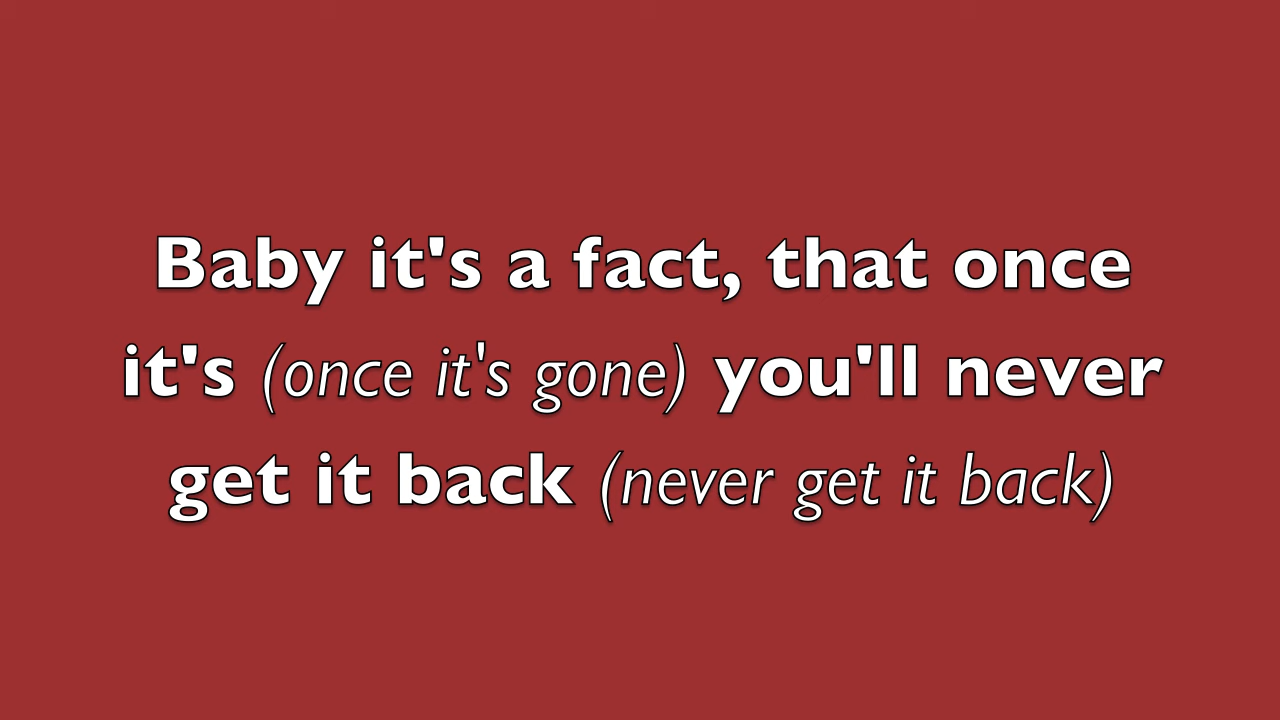 Baby it's a fact, that once
it's (once it's gone) you'll never
get it back (never get it back)